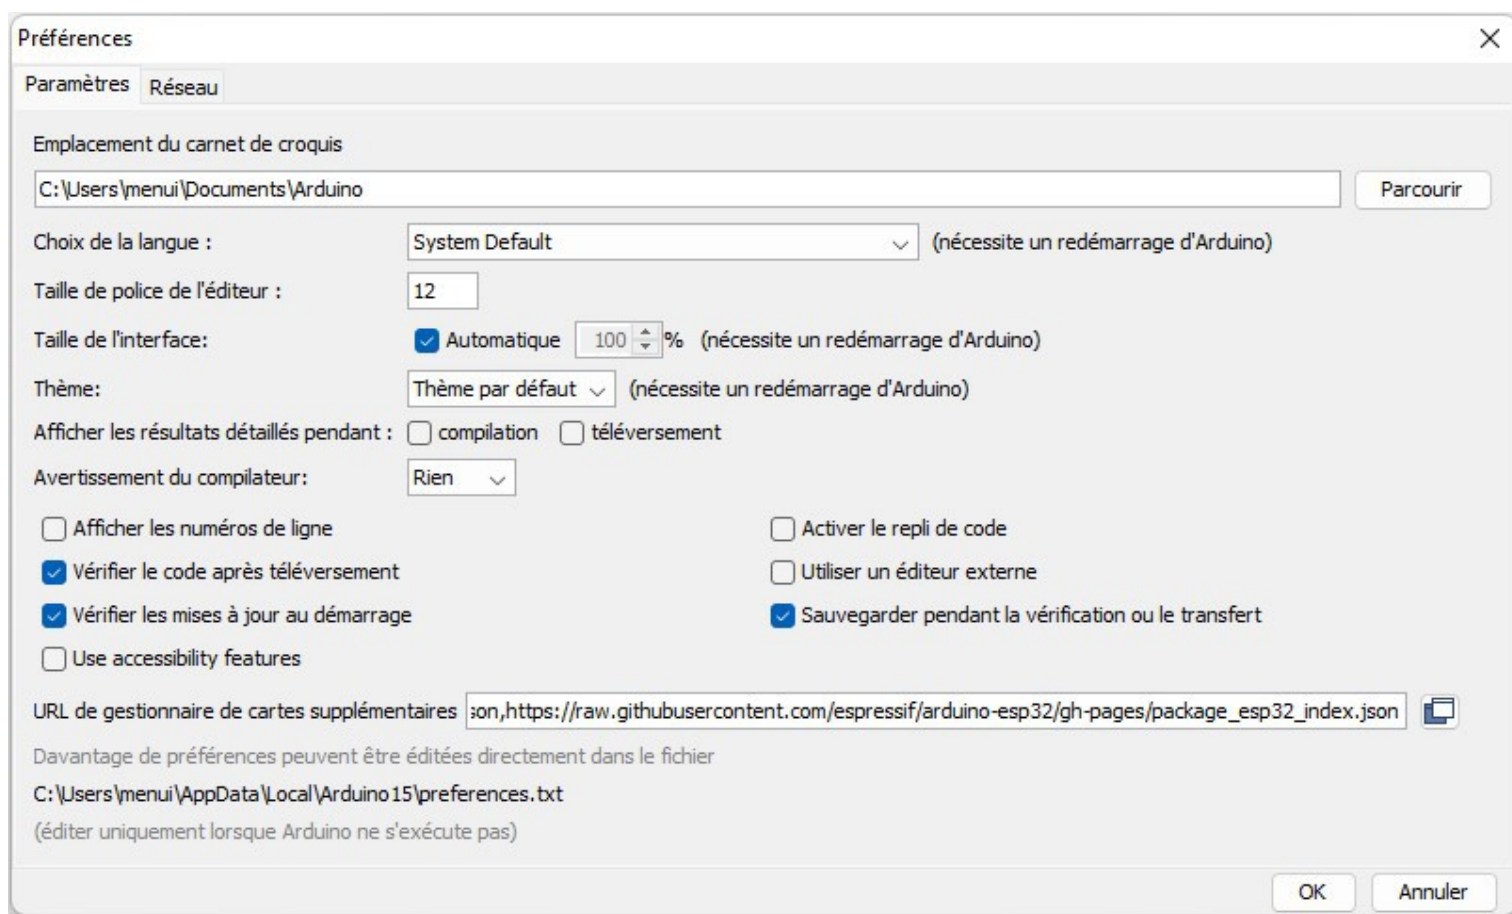 Préférences
Paramètres Réseau
Emplacement du carnet de croquis
C:\Users\menui\Documents\Arduino Parcourir
Choix de la langue : System Default (nécessite un redémarrage d'Arduino)
Taille de police de l'éditeur : 12
Taille de l'interface: Automatique 100 % (nécessite un redémarrage d'Arduino)
Thème: Thème par défaut (nécessite un redémarrage d'Arduino)
Afficher les résultats détaillés pendant : compilation téléversement
Avertissement du compilateur: Rien
Afficher les numéros de ligne Activer le repli de code
Vérifier le code après téléversement Utiliser un éditeur externe
Vérifier les mises à jour au démarrage Sauvegarder pendant la vérification ou le transfert
Use accessibility features
URL de gestionnaire de cartes supplémentaires son,https://raw.githubusercontent.com/espressif/arduino-esp32/gh-pages/package_esp32_index.json
Davantage de préférences peuvent être éditées directement dans le fichier
C:\Users\menui\AppData\Local\Arduino15\preferences.txt
(éditer uniquement lorsque Arduino ne s'exécute pas)
OK Annuler